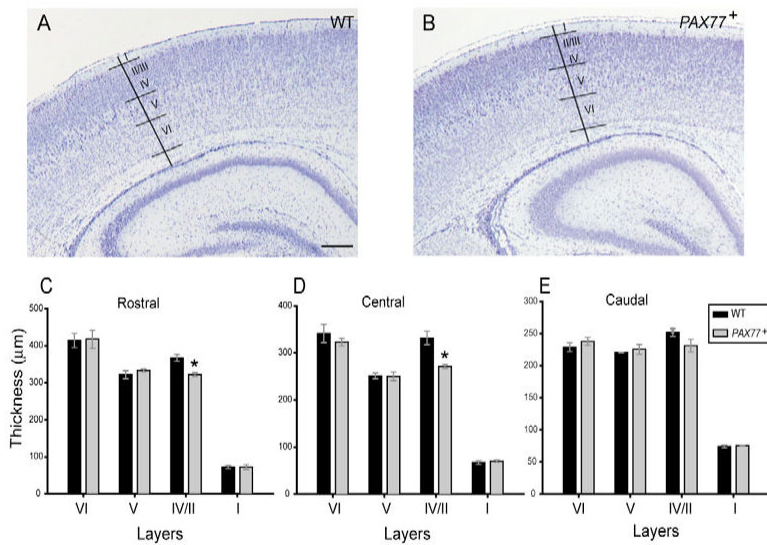 A
WT
I
II/III
IV
V
VI
B
PAX77+
I
II/III
IV
V
VI
C
Rostral
Thickness (µm)
500
400
300
200
100
0
*
VI V IV/II I
Layers
D
Central
400
300
200
100
0
*
VI V IV/II I
Layers
E
Caudal
300
250
200
150
100
50
0
VI V IV/II I
Layers
WT
PAX77+